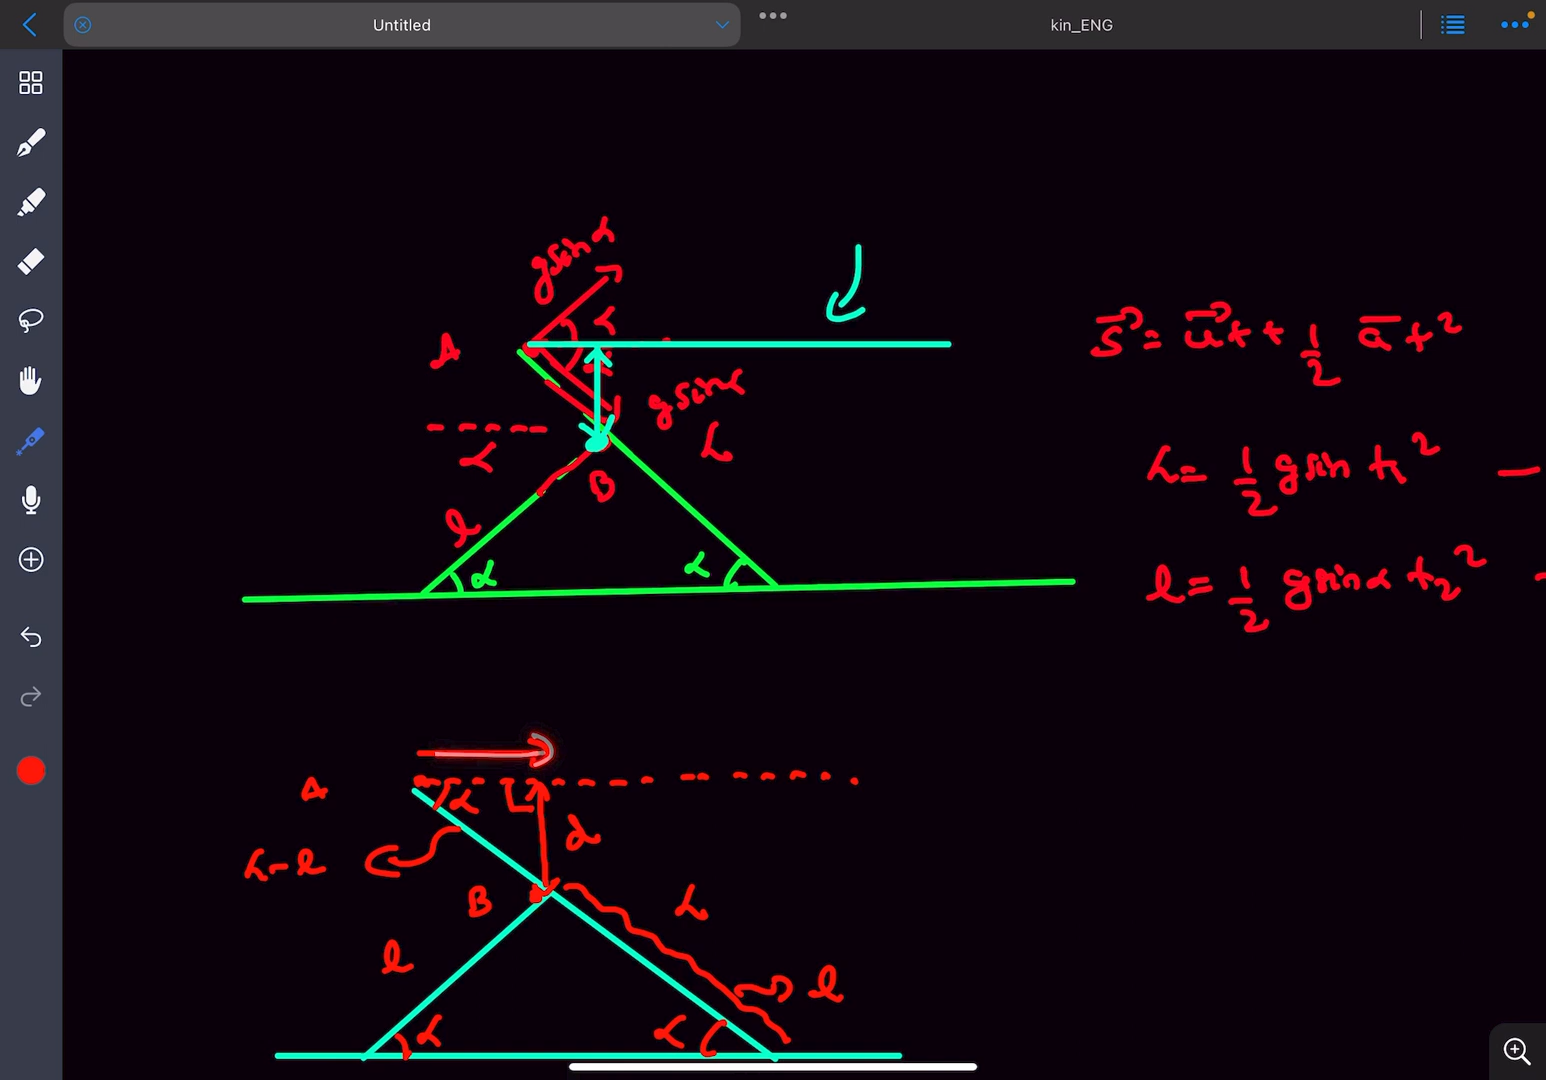 Untitled
kin_ENG
g sin α
α
A
g sin α
α
L
B
l
α
α
s⃗ = u⃗t + 1/2 a̅t²
L = 1/2 g sin t₁² —
l = 1/2 g sin α t₂² -
A
α
d
L-l
B
L
l
l
α
α